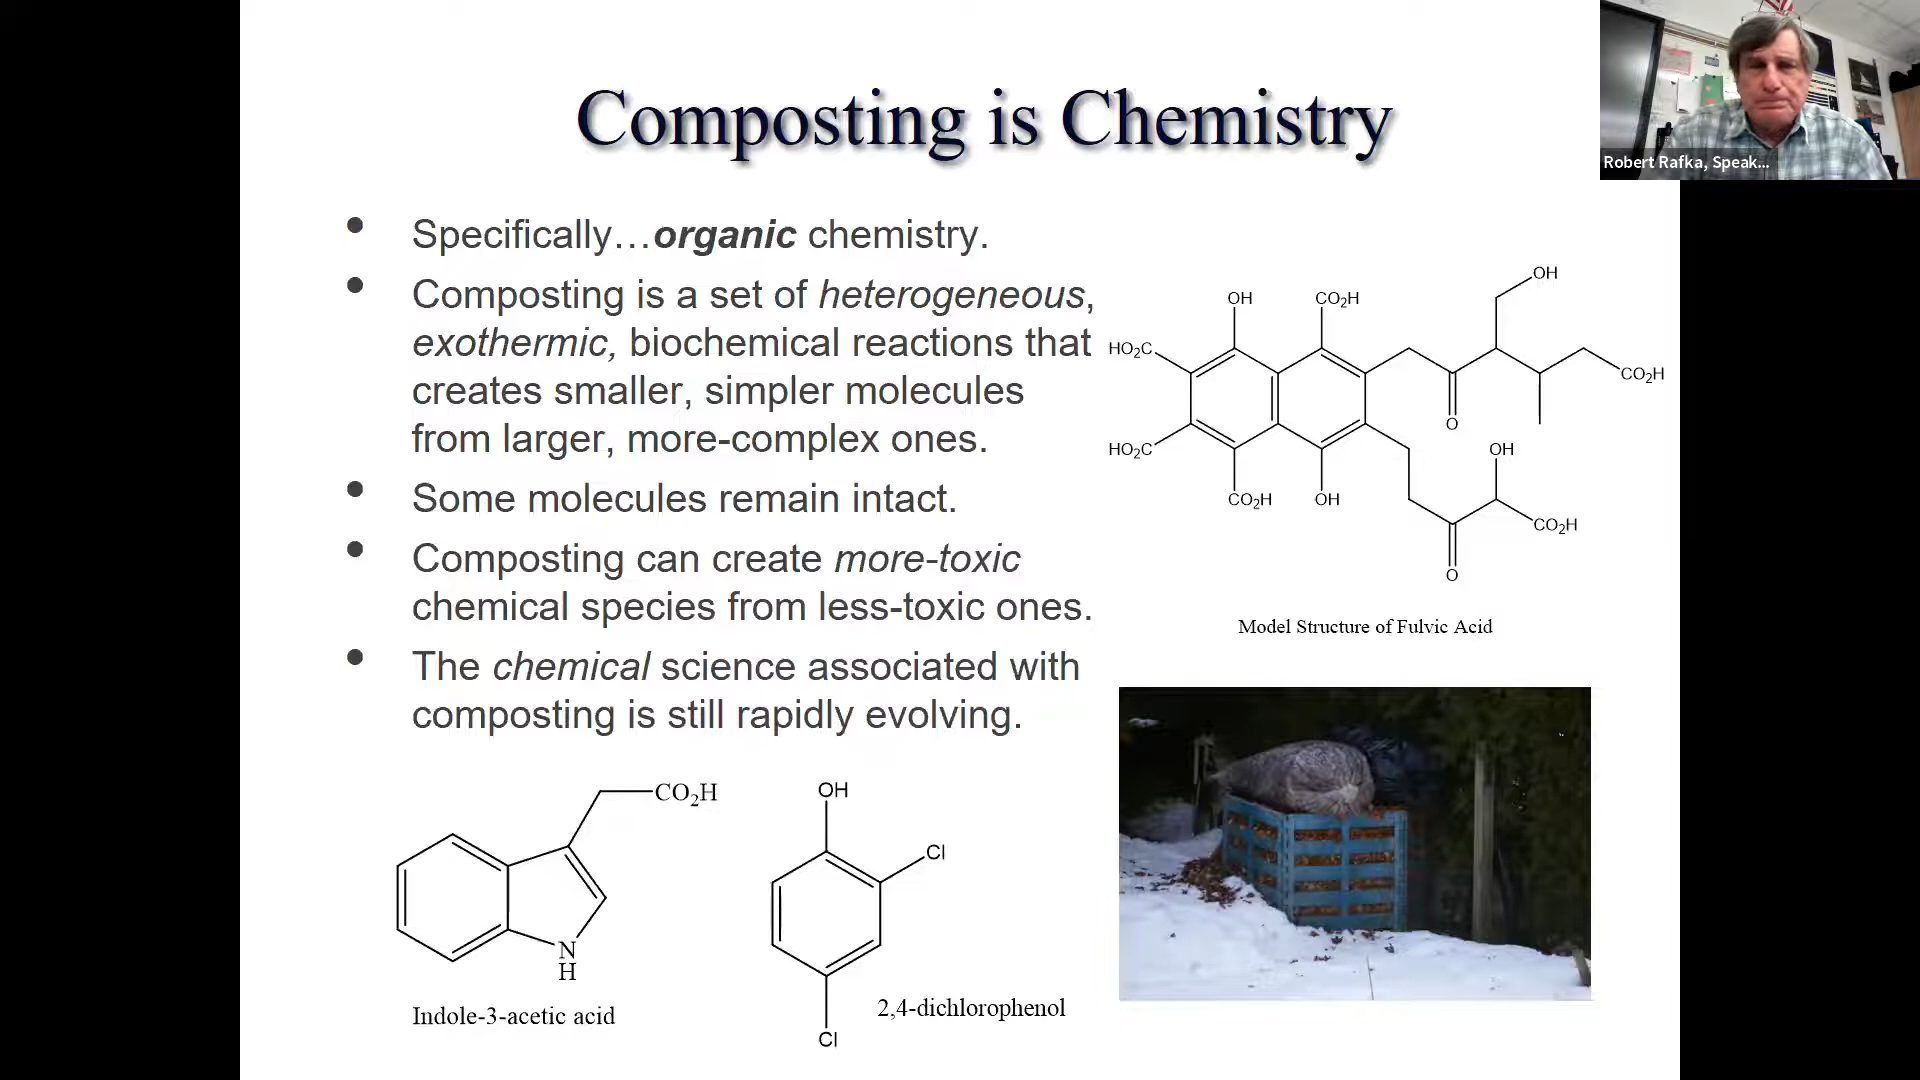 Composting is Chemistry
Robert Rafka, Speak...
• Specifically…organic chemistry.
• Composting is a set of heterogeneous,
exothermic, biochemical reactions that
creates smaller, simpler molecules
from larger, more-complex ones.
• Some molecules remain intact.
• Composting can create more-toxic
chemical species from less-toxic ones.
• The chemical science associated with
composting is still rapidly evolving.
OH
OH
CO₂H
HO₂C
CO₂H
O
HO₂C
OH
CO₂H
OH
CO₂H
O
Model Structure of Fulvic Acid
CO₂H
N
H
Indole-3-acetic acid
OH
Cl
Cl
2,4-dichlorophenol